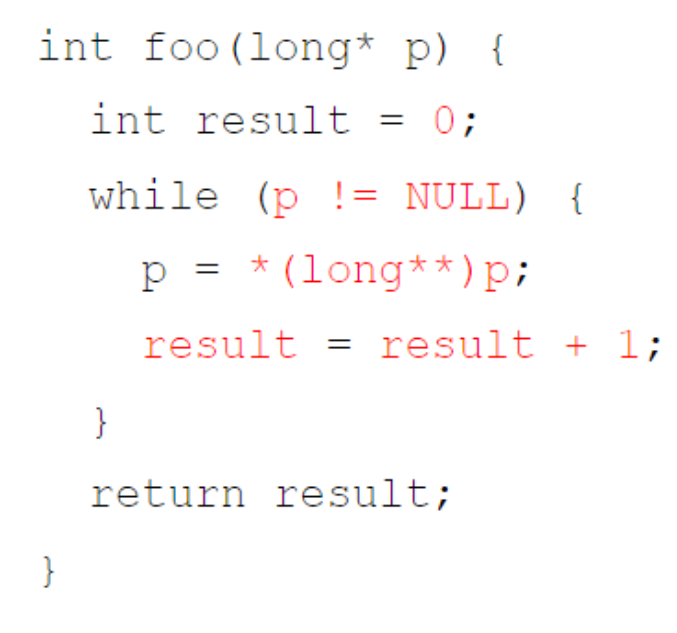 int foo(long* p) {
int result = 0;
while (p != NULL) {
p = *(long**)p;
result = result + 1;
}
return result;
}